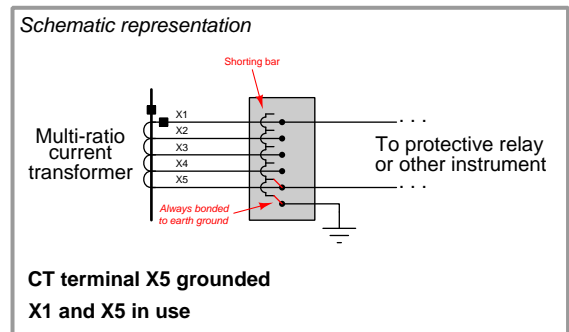 Schematic representation
Shorting bar
X1
X2
X3
X4
X5
Multi-ratio
current
transformer
. . .
To protective relay
or other instrument
. . .
Always bonded
to earth ground
CT terminal X5 grounded
X1 and X5 in use